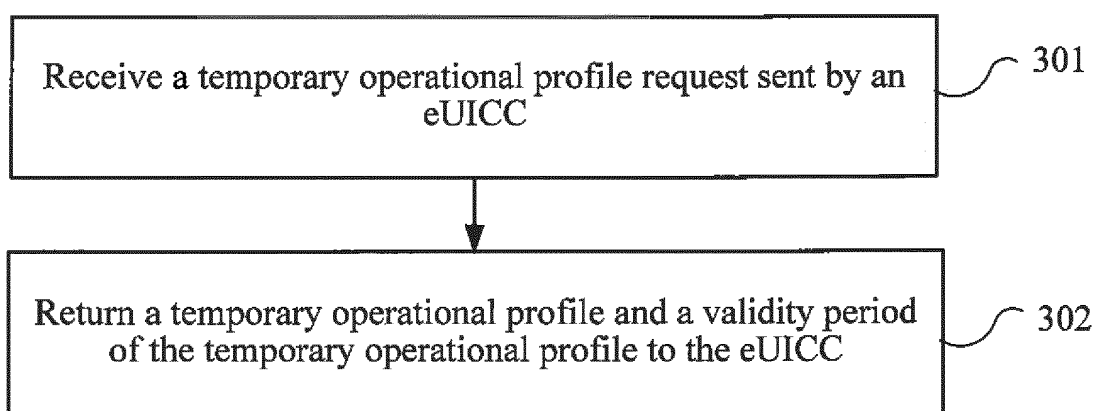 Receive a temporary operational profile request sent by an
eUICC
301
Return a temporary operational profile and a validity period
of the temporary operational profile to the eUICC
302